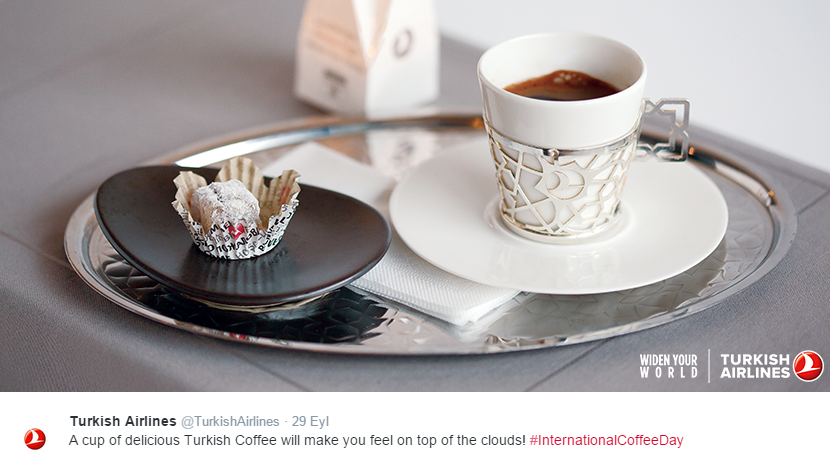 WIDEN YOUR
WORLD
TURKISH
AIRLINES
Turkish Airlines @TurkishAirlines · 29 Eyl
A cup of delicious Turkish Coffee will make you feel on top of the clouds! #InternationalCoffeeDay